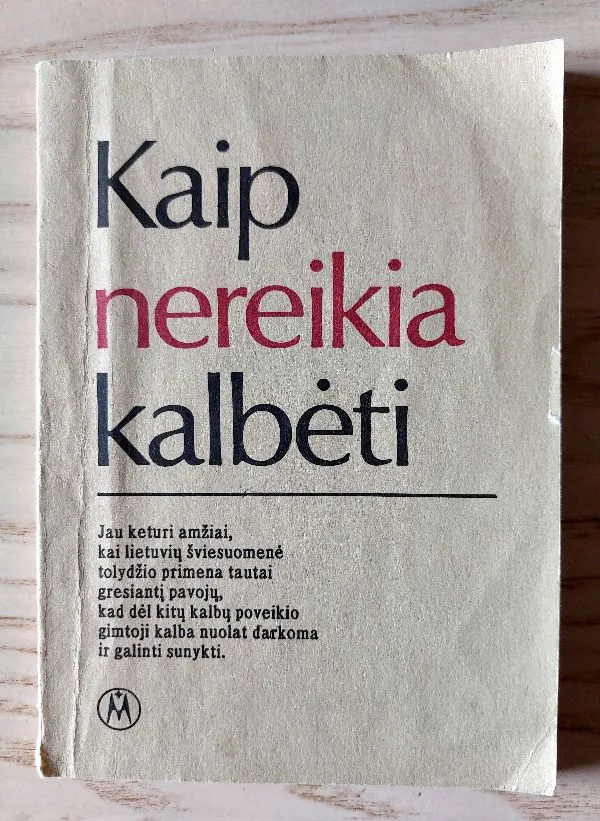 Kaip
nereikia
kalbėti
Jau keturi amžiai,
kai lietuvių šviesuomenė
tolydžio primena tautai
gresiantį pavojų,
kad dėl kitų kalbų poveikio
gimtoji kalba nuolat darkoma
ir galinti sunykti.
M